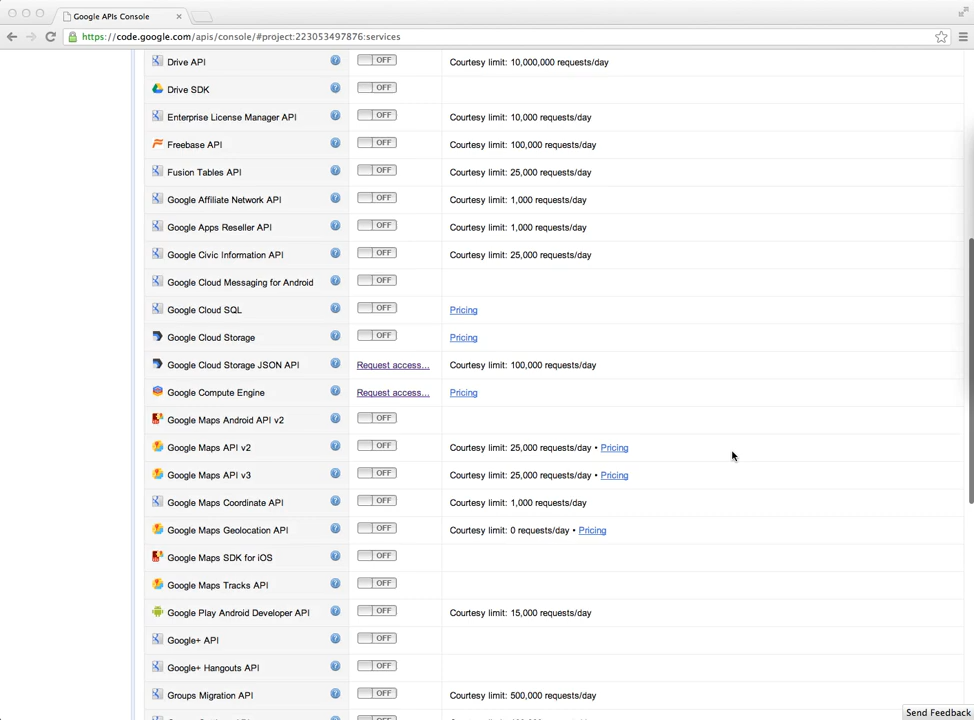 Google APIs Console
https://code.google.com/apis/console/#project:223053497876:services
Drive API ? OFF Courtesy limit: 10,000,000 requests/day
Drive SDK ? OFF
Enterprise License Manager API ? OFF Courtesy limit: 10,000 requests/day
Freebase API ? OFF Courtesy limit: 100,000 requests/day
Fusion Tables API ? OFF Courtesy limit: 25,000 requests/day
Google Affiliate Network API ? OFF Courtesy limit: 1,000 requests/day
Google Apps Reseller API ? OFF Courtesy limit: 1,000 requests/day
Google Civic Information API ? OFF Courtesy limit: 25,000 requests/day
Google Cloud Messaging for Android ? OFF
Google Cloud SQL ? OFF Pricing
Google Cloud Storage ? OFF Pricing
Google Cloud Storage JSON API ? Request access... Courtesy limit: 100,000 requests/day
Google Compute Engine ? Request access... Pricing
Google Maps Android API v2 ? OFF
Google Maps API v2 ? OFF Courtesy limit: 25,000 requests/day • Pricing
Google Maps API v3 ? OFF Courtesy limit: 25,000 requests/day • Pricing
Google Maps Coordinate API ? OFF Courtesy limit: 1,000 requests/day
Google Maps Geolocation API ? OFF Courtesy limit: 0 requests/day • Pricing
Google Maps SDK for iOS ? OFF
Google Maps Tracks API ? OFF
Google Play Android Developer API ? OFF Courtesy limit: 15,000 requests/day
Google+ API ? OFF
Google+ Hangouts API ? OFF
Groups Migration API ? OFF Courtesy limit: 500,000 requests/day
Send Feedback